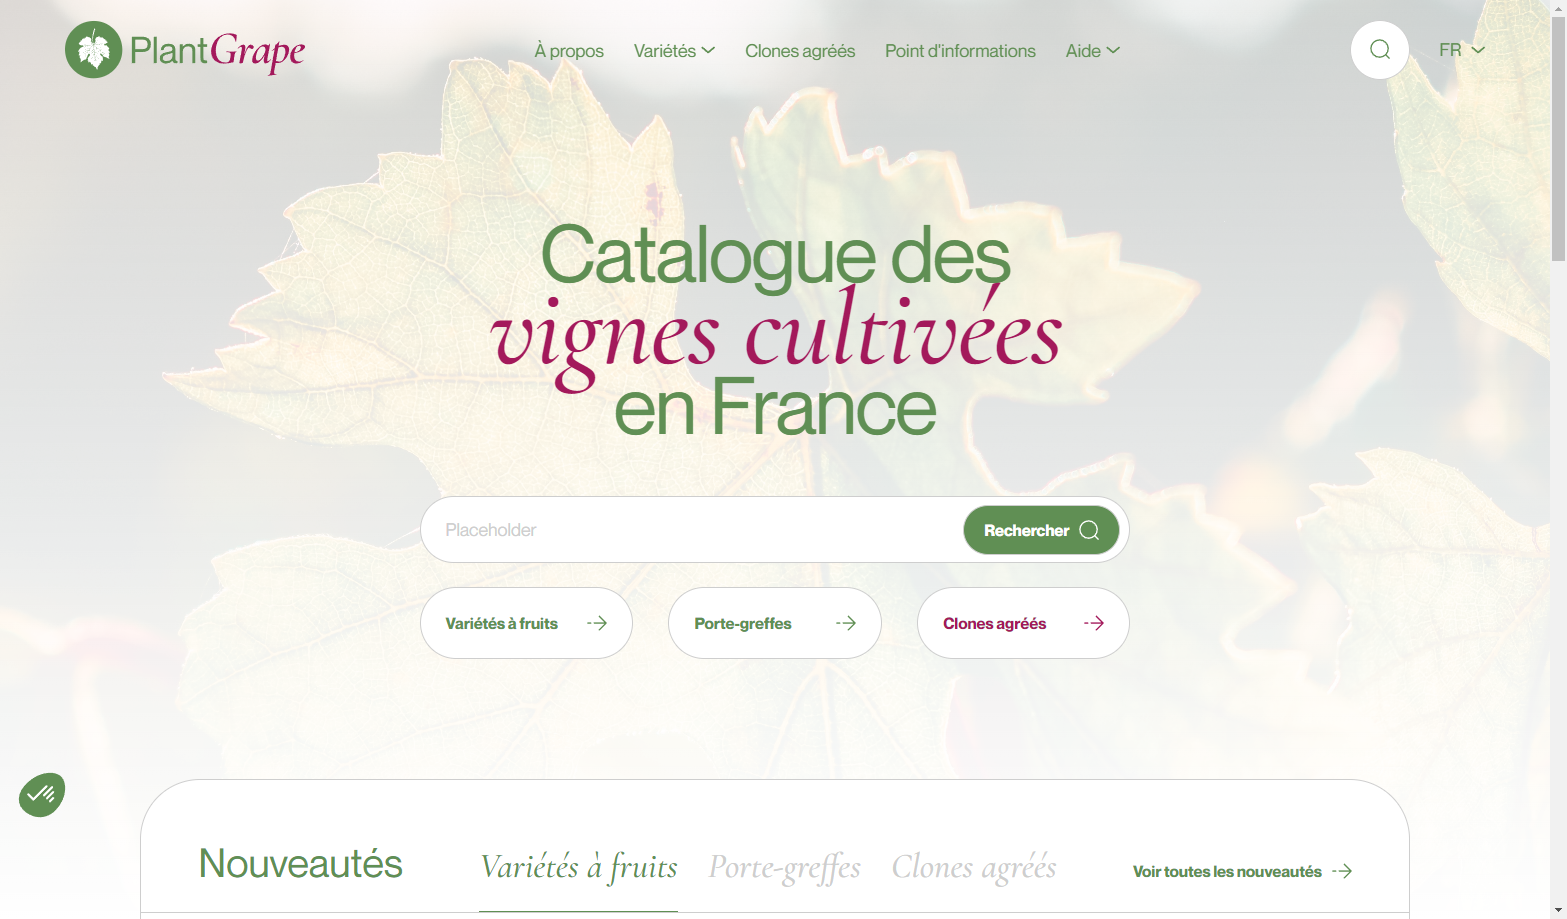 PlantGrape
À propos
Variétés
Clones agréés
Point d'informations
Aide
FR
Catalogue des
vignes cultivées
en France
Placeholder
Rechercher
Variétés à fruits
Porte-greffes
Clones agréés
Nouveautés
Variétés à fruits
Porte-greffes
Clones agréés
Voir toutes les nouveautés